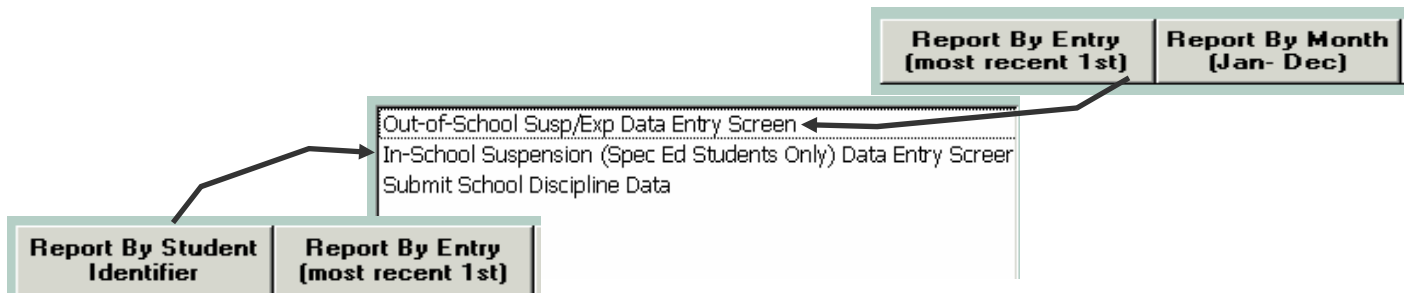 Report By Entry
(most recent 1st)
Report By Month
(Jan- Dec)
Out-of-School Susp/Exp Data Entry Screen
In-School Suspension (Spec Ed Students Only) Data Entry Screer
Submit School Discipline Data
Report By Student
Identifier
Report By Entry
(most recent 1st)